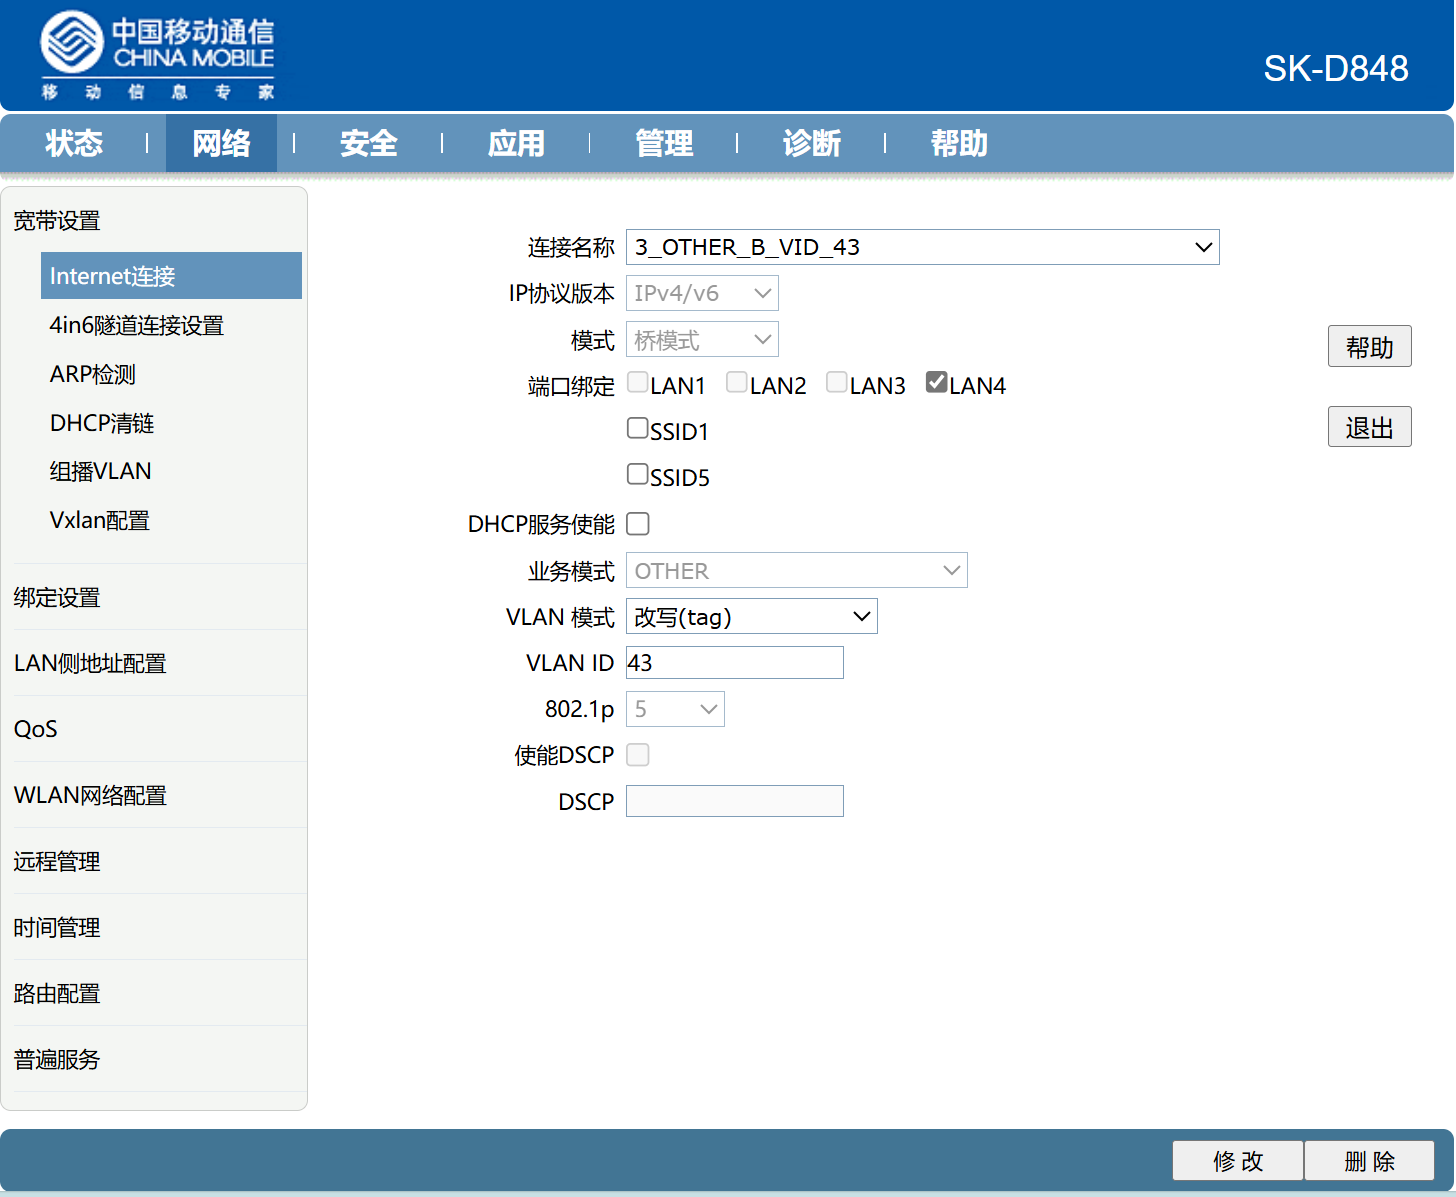 中国移动通信
CHINA MOBILE
移动信息专家
SK-D848
状态 网络 安全 应用 管理 诊断 帮助
宽带设置
Internet连接
4in6隧道连接设置
ARP检测
DHCP清链
组播VLAN
Vxlan配置
绑定设置
LAN侧地址配置
QoS
WLAN网络配置
远程管理
时间管理
路由配置
普遍服务
连接名称 3_OTHER_B_VID_43
IP协议版本 IPv4/v6
模式 桥模式
端口绑定 LAN1 LAN2 LAN3 LAN4
SSID1
SSID5
DHCP服务使能
业务模式 OTHER
VLAN 模式 改写(tag)
VLAN ID 43
802.1p 5
使能DSCP
DSCP
帮助
退出
修 改 删 除